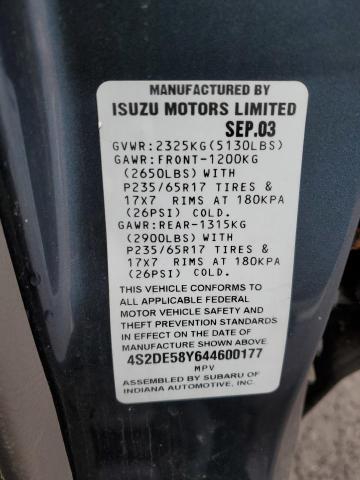 MANUFACTURED BY
ISUZU MOTORS LIMITED
SEP.03
GVWR:2325KG(5130LBS)
GAWR:FRONT-1200KG
(2650LBS) WITH
P235/65R17 TIRES &
17X7 RIMS AT 180KPA
(26PSI) COLD.
GAWR:REAR-1315KG
(2900LBS) WITH
P235/65R17 TIRES &
17X7 RIMS AT 180KPA
(26PSI) COLD.
THIS VEHICLE CONFORMS TO
ALL APPLICABLE FEDERAL
MOTOR VEHICLE SAFETY AND
THEFT PREVENTION STANDARDS
IN EFFECT ON THE DATE OF
MANUFACTURE SHOWN ABOVE.
4S2DE58Y644600177
MPV
ASSEMBLED BY SUBARU OF
INDIANA AUTOMOTIVE, INC.